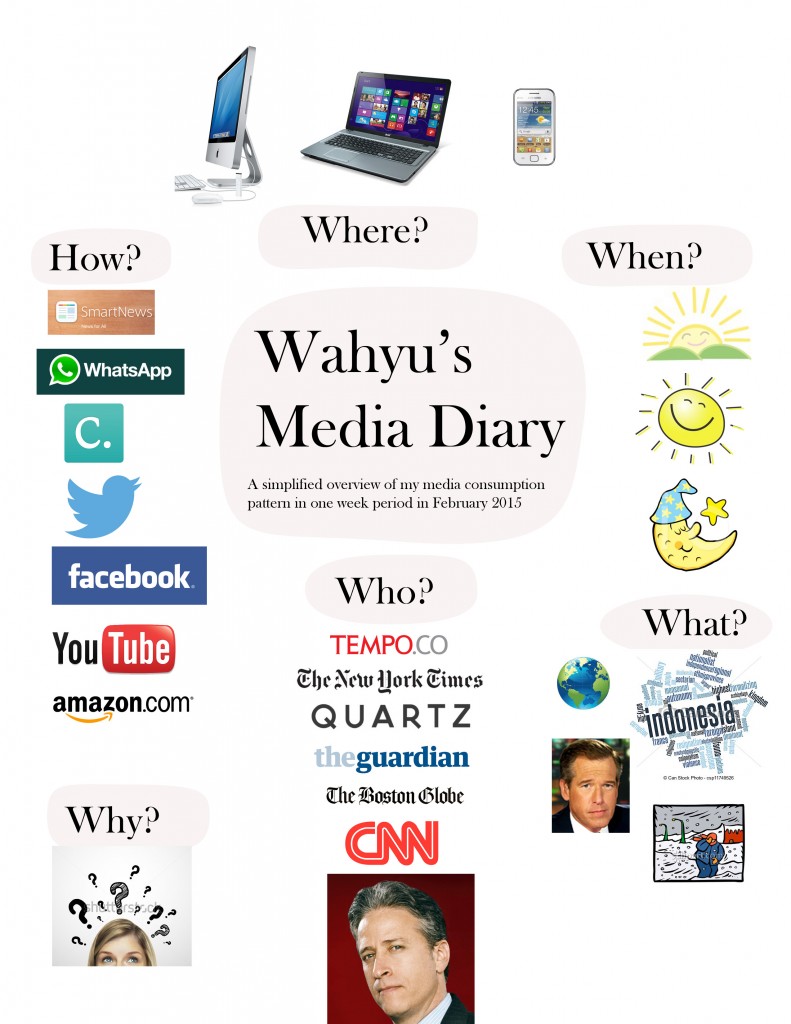 Where?
How?
When?
SmartNews
News for All
WhatsApp
C.
Wahyu's
Media Diary
A simplified overview of my media consumption
pattern in one week period in February 2015
facebook
YouTube
amazon.com
Who?
TEMPO.CO
The New York Times
QUARTZ
theguardian
The Boston Globe
CNN
What?
indonesia
© Can Stock Photo - csp11749526
Why?
shutterstock